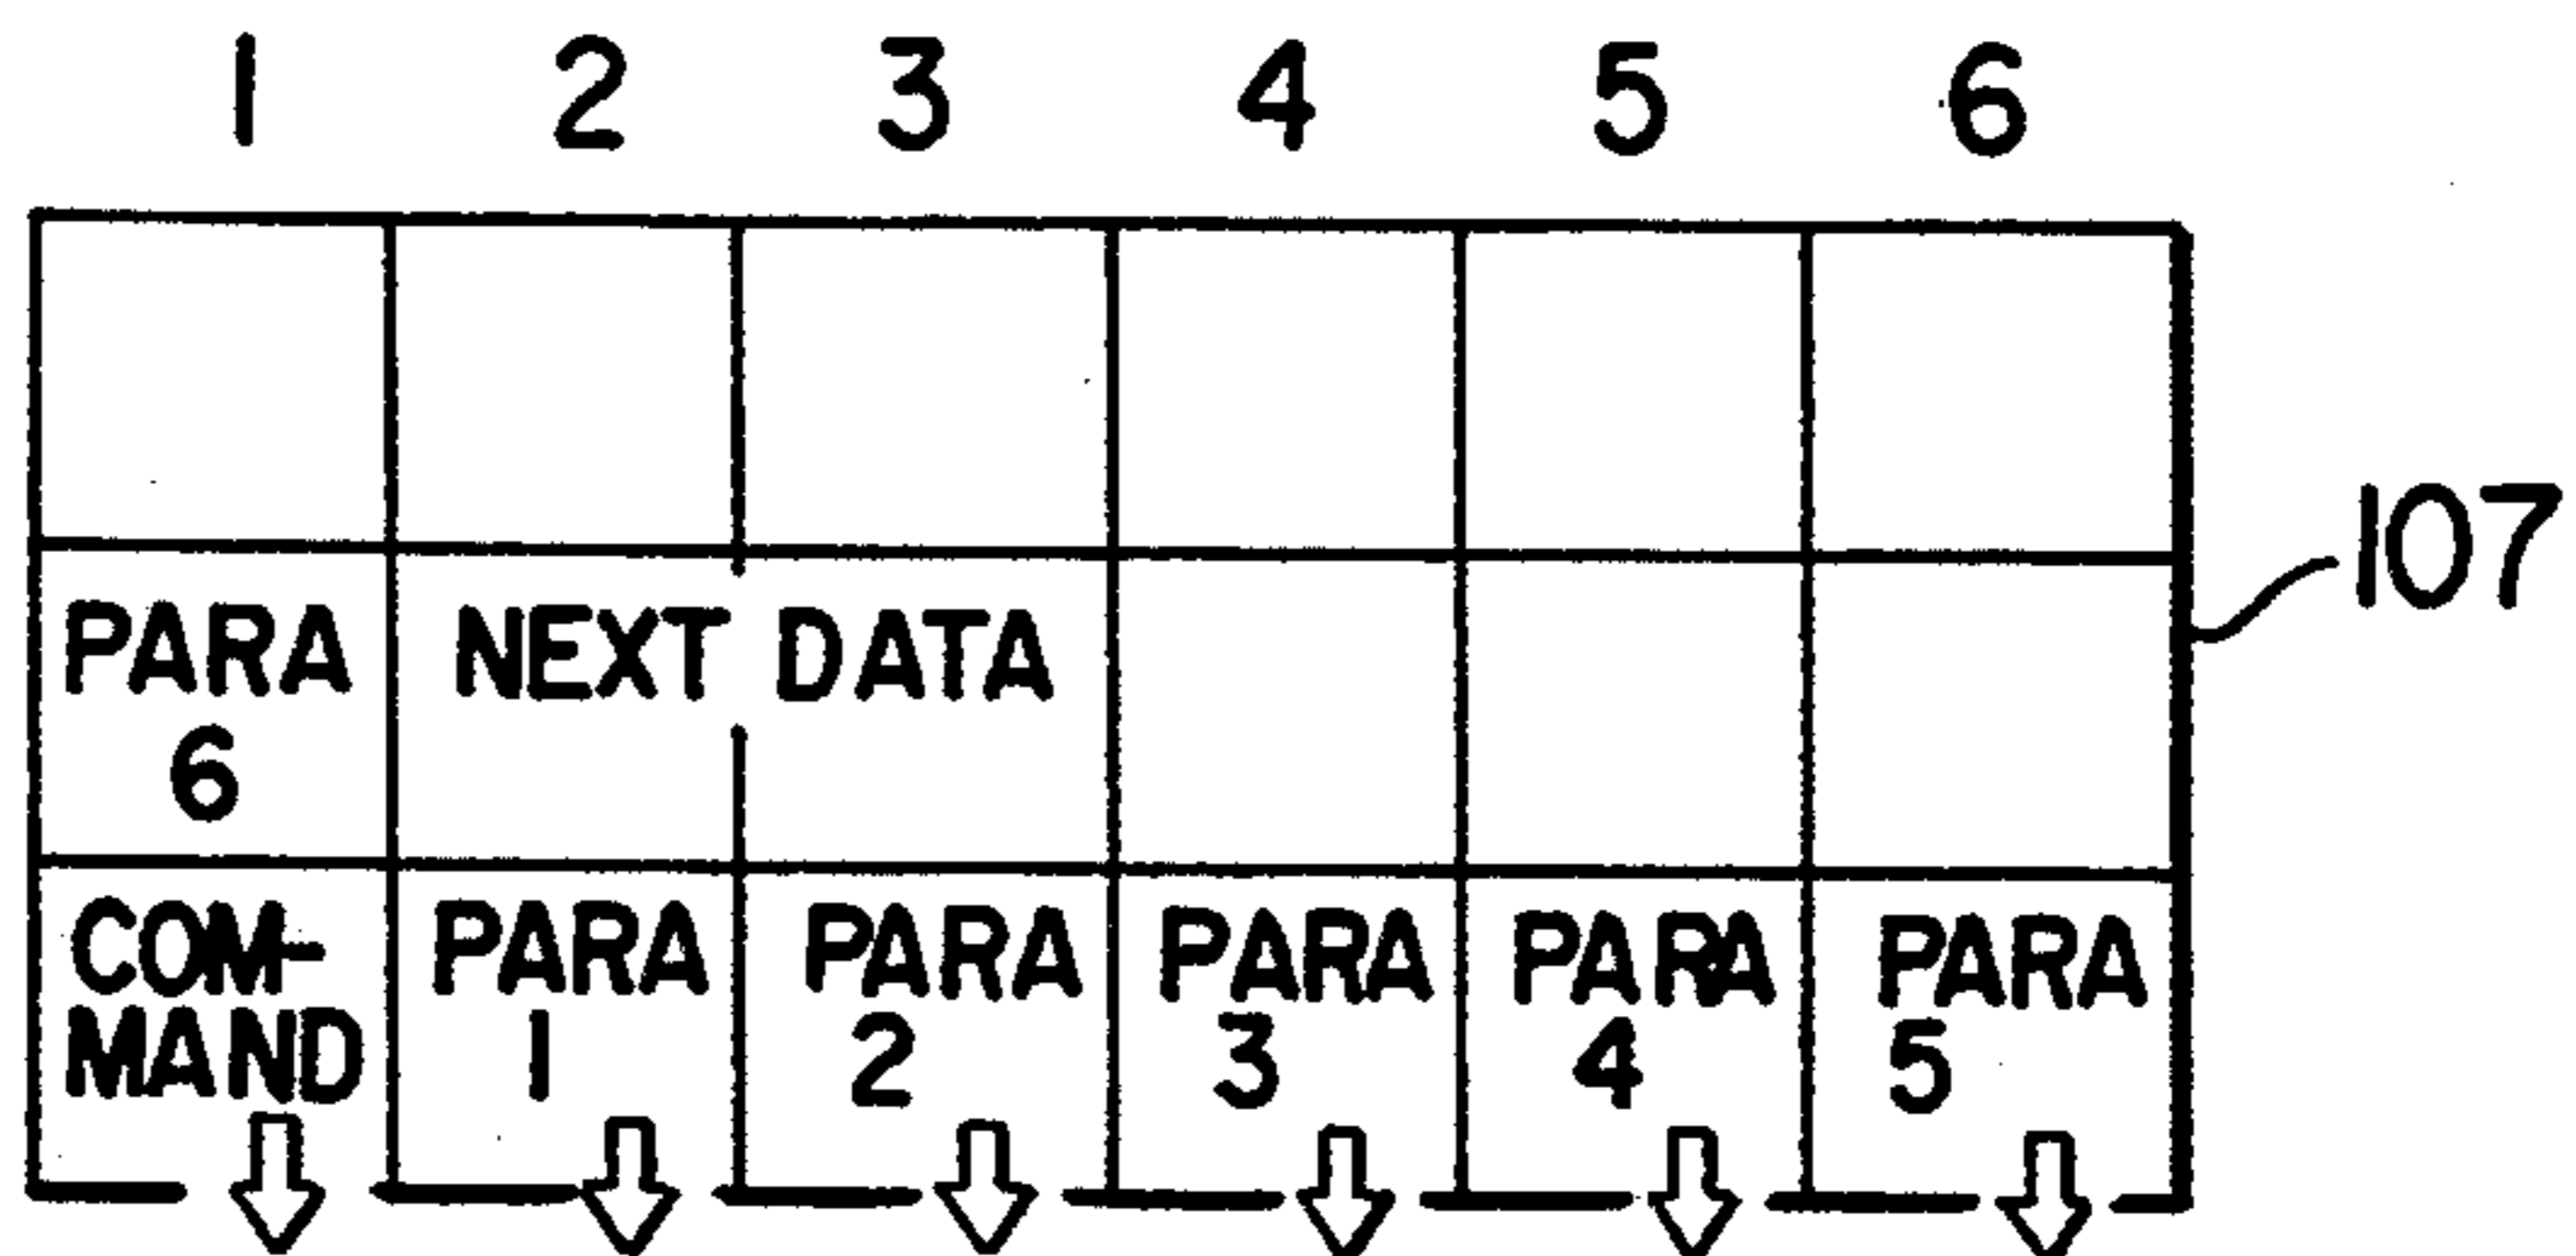 1 2 3 4 5 6
107
PARA NEXT DATA
6
COM- PARA PARA PARA PARA PARA
MAND 1 2 3 4 5